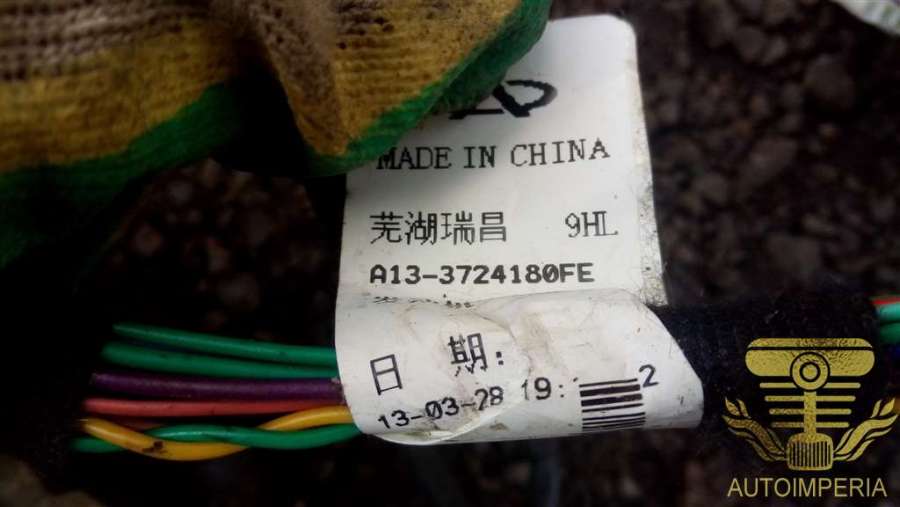 MADE IN CHINA
芜湖瑞昌 9HL
A13-3724180FE
日 期:
13-03-28 19: 2
AUTOIMPERIA